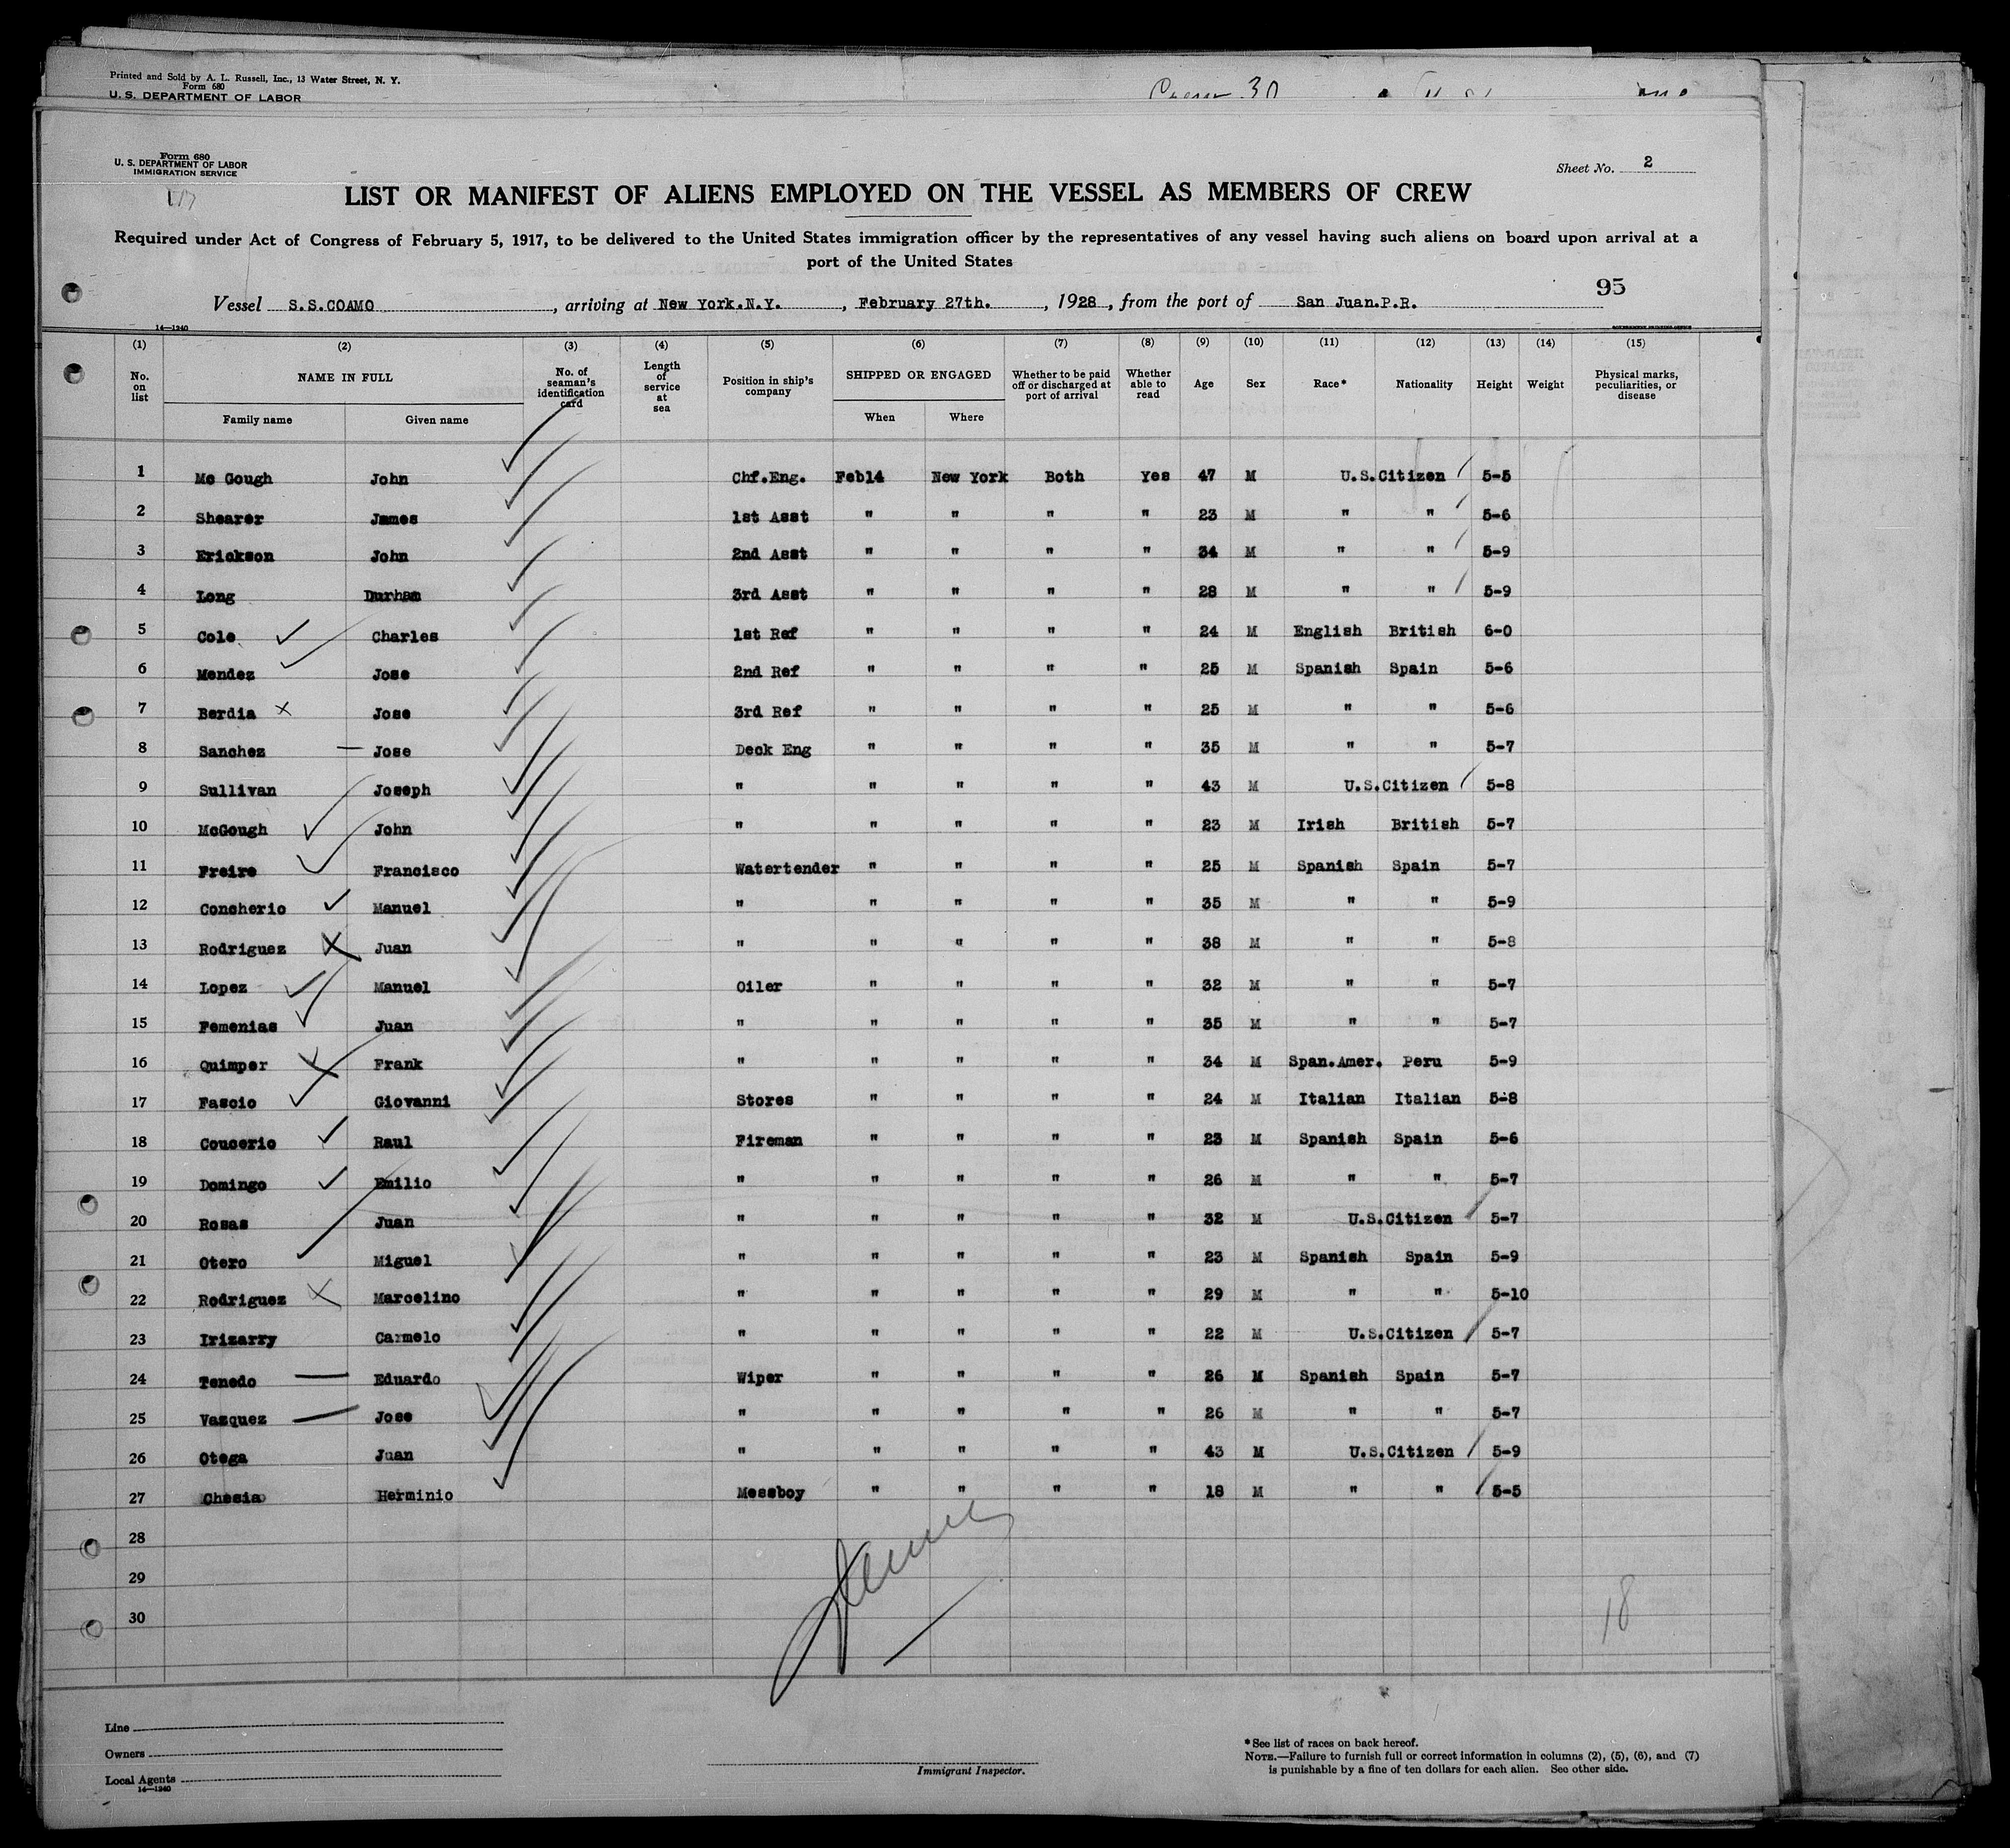 Printed and Sold by A. L. Russell, Inc., 13 Water Street, N. Y.
Form 680
U. S. DEPARTMENT OF LABOR
Form 680
U. S. DEPARTMENT OF LABOR
IMMIGRATION SERVICE
Sheet No. 2
LIST OR MANIFEST OF ALIENS EMPLOYED ON THE VESSEL AS MEMBERS OF CREW
Required under Act of Congress of February 5, 1917, to be delivered to the United States immigration officer by the representatives of any vessel having such aliens on board upon arrival at a
port of the United States
95
Vessel S.S.COAMO, arriving at New York.N.Y., February 27th., 1928, from the port of San Juan.P.R.
14—1240 GOVERNMENT PRINTING OFFICE
(1) (2) (3) (4) (5) (6) (7) (8) (9) (10) (11) (12) (13) (14) (15)
No. on list NAME IN FULL Family name Given name No. of seaman's identification card Length of service at sea Position in ship's company SHIPPED OR ENGAGED When Where Whether to be paid off or discharged at port of arrival Whether able to read Age Sex Race* Nationality Height Weight Physical marks, peculiarities, or disease
1 Mc Gough John Chf.Eng. Feb14 New York Both Yes 47 M U.S.Citizen 5-5
2 Shearer James 1st Asst " " " " 23 M " " 5-6
3 Erickson John 2nd Asst " " " " 34 M " " 5-9
4 Long Durham 3rd Asst " " " " 28 M " " 5-9
5 Cole Charles 1st Ref " " " " 24 M English British 6-0
6 Mendez Jose 2nd Ref " " " " 25 M Spanish Spain 5-6
7 Berdia Jose 3rd Ref " " " " 25 M " " 5-6
8 Sanchez Jose Deck Eng " " " " 35 M " " 5-7
9 Sullivan Joseph " " " " " 43 M U.S.Citizen 5-8
10 McGough John " " " " " 23 M Irish British 5-7
11 Freire Francisco Watertender " " " " 25 M Spanish Spain 5-7
12 Concherio Manuel " " " " " 35 M " " 5-9
13 Rodriguez Juan " " " " " 38 M " " 5-8
14 Lopez Manuel Oiler " " " " 32 M " " 5-7
15 Femenias Juan " " " " " 35 M " " 5-7
16 Quimper Frank " " " " " 34 M Span.Amer. Peru 5-9
17 Fascio Giovanni Stores " " " " 24 M Italian Italian 5-8
18 Coucerio Raul Fireman " " " " 23 M Spanish Spain 5-6
19 Domingo Emilio " " " " " 26 M " " 5-7
20 Rosas Juan " " " " " 32 M U.S.Citizen 5-7
21 Otero Miguel " " " " " 23 M Spanish Spain 5-9
22 Rodriguez Marcelino " " " " " 29 M " " 5-10
23 Irizarry Carmelo " " " " " 22 M U.S.Citizen 5-7
24 Tenedo Eduardo Wiper " " " " 26 M Spanish Spain 5-7
25 Vazquez Jose " " " " " 26 M " " 5-7
26 Otega Juan " " " " " 43 M U.S.Citizen 5-9
27 Chesia Herminio Messboy " " " " 18 M " " 5-5
28
29
30
18
Line
Owners
Local Agents
14—1240
Immigrant Inspector.
* See list of races on back hereof.
NOTE.—Failure to furnish full or correct information in columns (2), (5), (6), and (7)
is punishable by a fine of ten dollars for each alien. See other side.